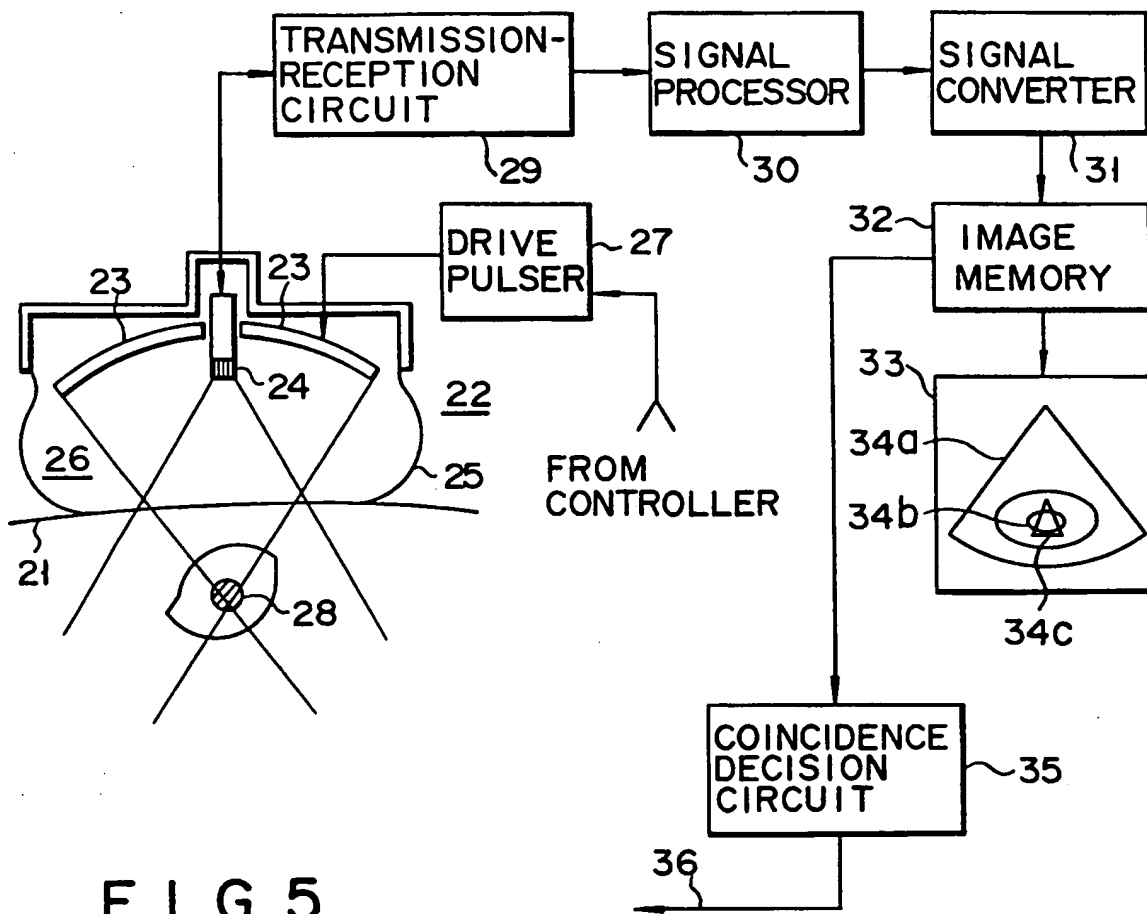 TRANSMISSION-
RECEPTION
CIRCUIT
29
SIGNAL
PROCESSOR
30
SIGNAL
CONVERTER
31
DRIVE
PULSER
27
32
IMAGE
MEMORY
23
23
24
22
25
26
21
28
FROM
CONTROLLER
33
34a
34b
34c
COINCIDENCE
DECISION
CIRCUIT
35
36
FIG.5